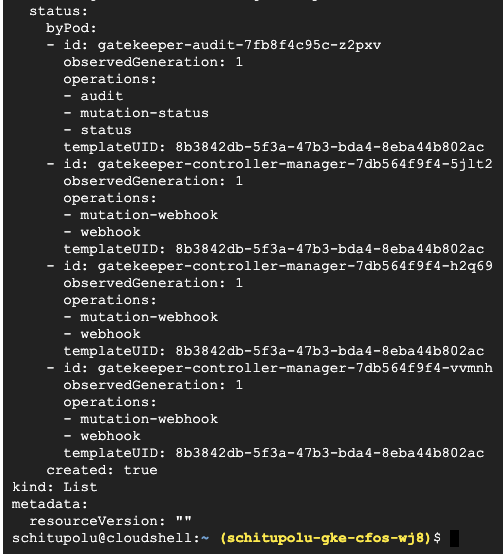 status:
byPod:
- id: gatekeeper-audit-7fb8f4c95c-z2pxv
observedGeneration: 1
operations:
- audit
- mutation-status
- status
templateUID: 8b3842db-5f3a-47b3-bda4-8eba44b802ac
- id: gatekeeper-controller-manager-7db564f9f4-5jlt2
observedGeneration: 1
operations:
- mutation-webhook
- webhook
templateUID: 8b3842db-5f3a-47b3-bda4-8eba44b802ac
- id: gatekeeper-controller-manager-7db564f9f4-h2q69
observedGeneration: 1
operations:
- mutation-webhook
- webhook
templateUID: 8b3842db-5f3a-47b3-bda4-8eba44b802ac
- id: gatekeeper-controller-manager-7db564f9f4-vvmnh
observedGeneration: 1
operations:
- mutation-webhook
- webhook
templateUID: 8b3842db-5f3a-47b3-bda4-8eba44b802ac
created: true
kind: List
metadata:
resourceVersion: ""
schitupolu@cloudshell:~ (schitupolu-gke-cfos-wj8)$